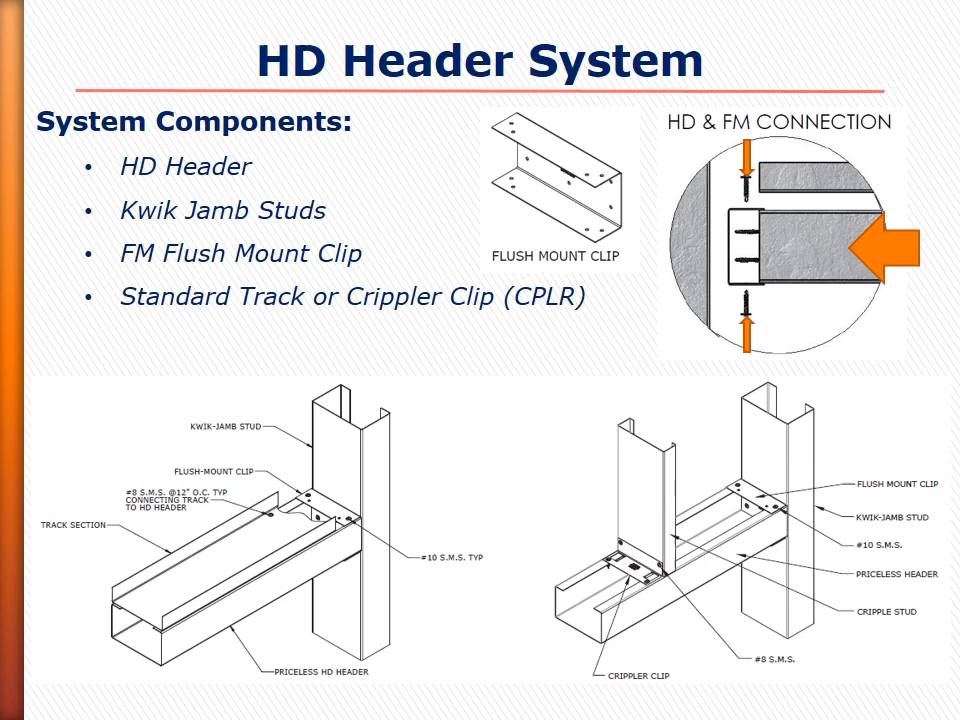 HD Header System
System Components:
• HD Header
• Kwik Jamb Studs
• FM Flush Mount Clip
• Standard Track or Crippler Clip (CPLR)
FLUSH MOUNT CLIP
HD & FM CONNECTION
KWIK-JAMB STUD
FLUSH-MOUNT CLIP
#8 S.M.S. @12" O.C. TYP
CONNECTING TRACK
TO HD HEADER
TRACK SECTION
#10 S.M.S. TYP
PRICELESS HD HEADER
FLUSH MOUNT CLIP
KWIK-JAMB STUD
#10 S.M.S.
PRICELESS HEADER
CRIPPLE STUD
#8 S.M.S.
CRIPPLER CLIP